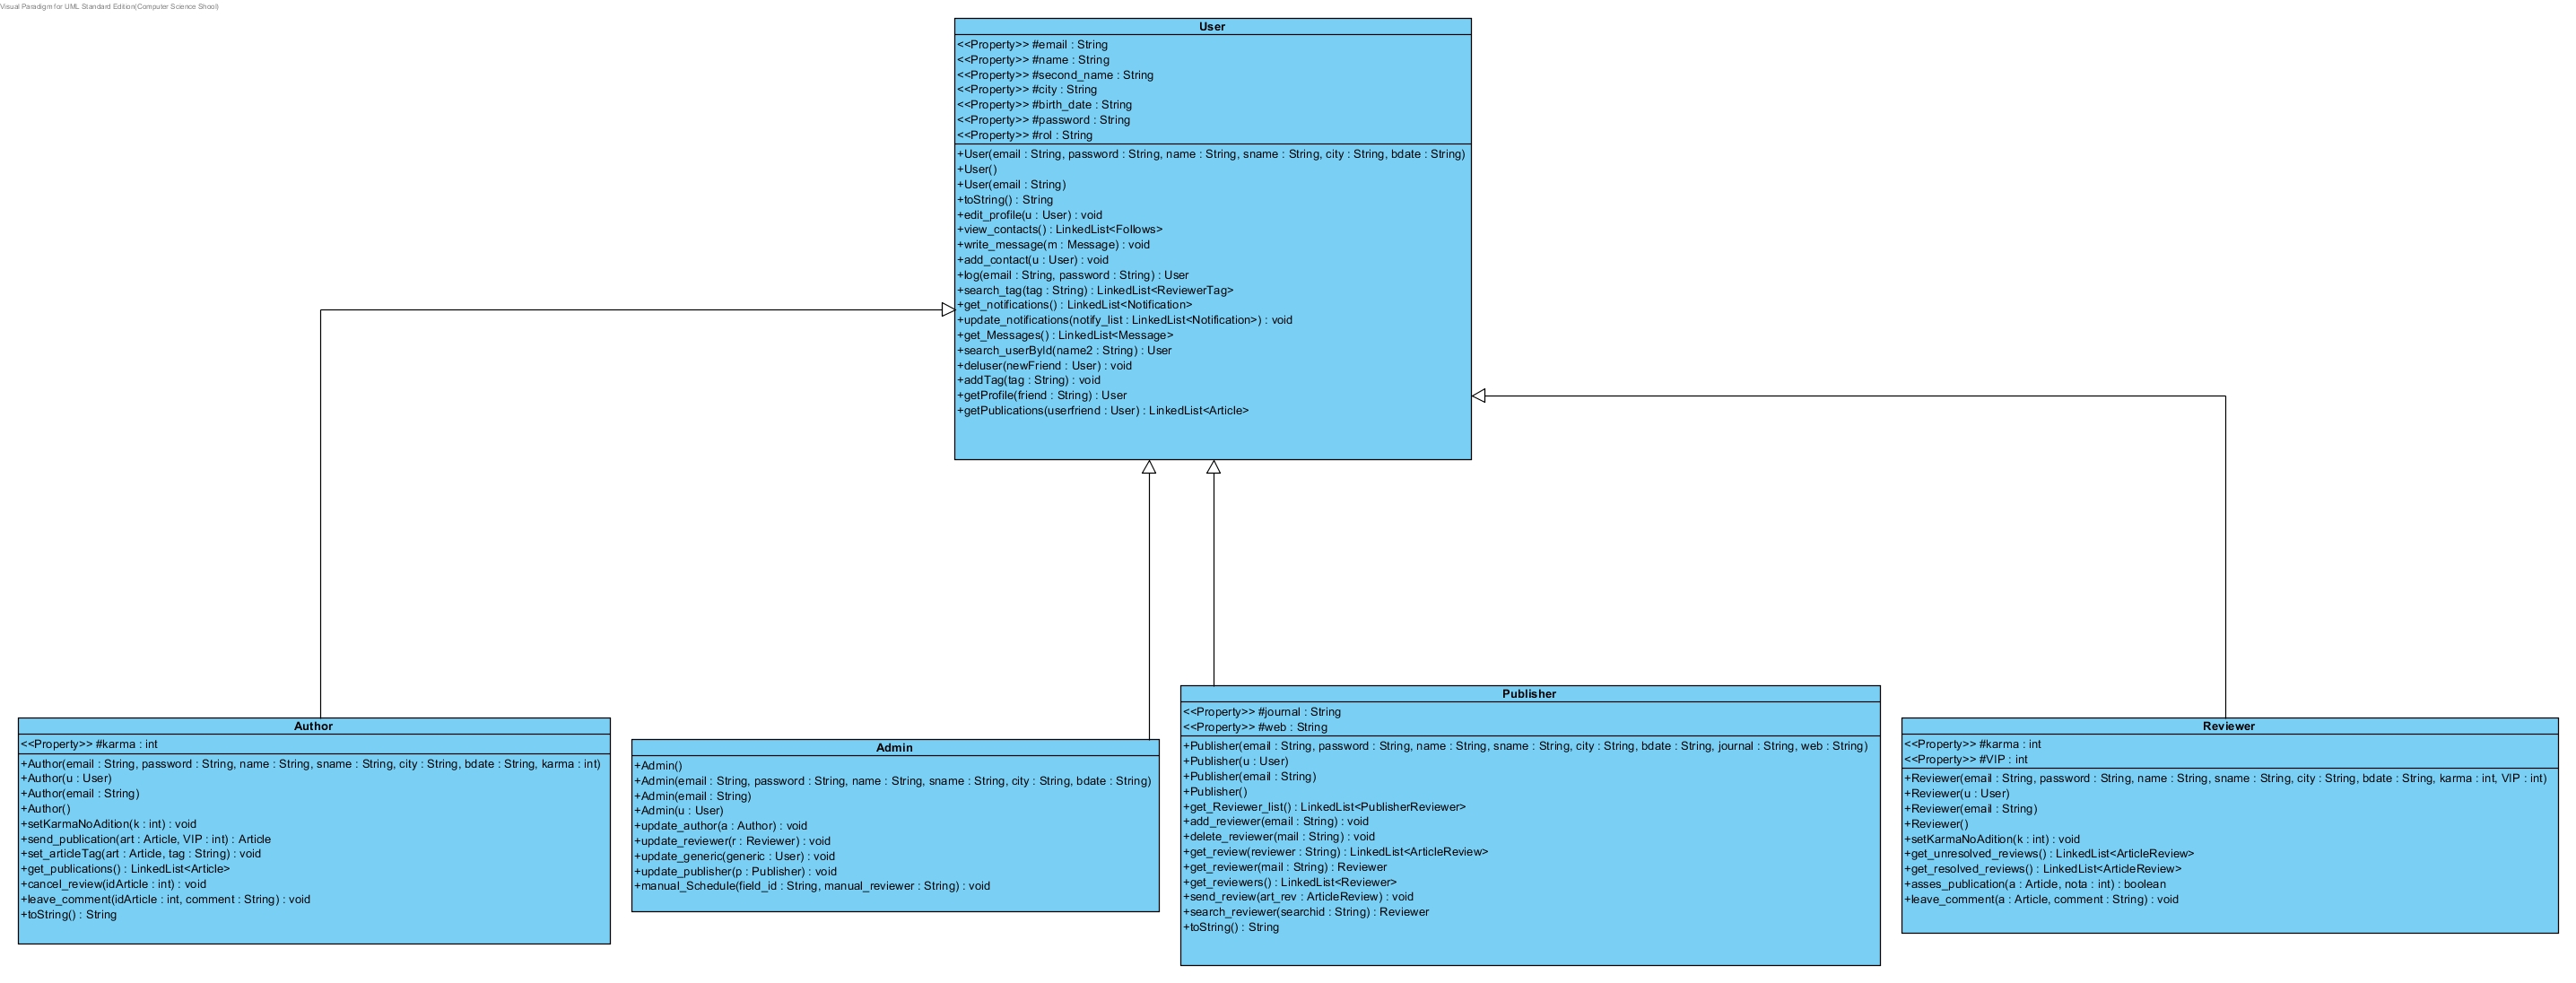 Visual Paradigm for UML Standard Edition(Computer Science Shool)
User
<<Property>> #email : String
<<Property>> #name : String
<<Property>> #second_name : String
<<Property>> #city : String
<<Property>> #birth_date : String
<<Property>> #password : String
<<Property>> #rol : String
+User(email : String, password : String, name : String, sname : String, city : String, bdate : String)
+User()
+User(email : String)
+toString() : String
+edit_profile(u : User) : void
+view_contacts() : LinkedList<Follows>
+write_message(m : Message) : void
+add_contact(u : User) : void
+log(email : String, password : String) : User
+search_tag(tag : String) : LinkedList<ReviewerTag>
+get_notifications() : LinkedList<Notification>
+update_notifications(notify_list : LinkedList<Notification>) : void
+get_Messages() : LinkedList<Message>
+search_userById(name2 : String) : User
+deluser(newFriend : User) : void
+addTag(tag : String) : void
+getProfile(friend : String) : User
+getPublications(userfriend : User) : LinkedList<Article>
Author
<<Property>> #karma : int
+Author(email : String, password : String, name : String, sname : String, city : String, bdate : String, karma : int)
+Author(u : User)
+Author(email : String)
+Author()
+setKarmaNoAdition(k : int) : void
+send_publication(art : Article, VIP : int) : Article
+set_articleTag(art : Article, tag : String) : void
+get_publications() : LinkedList<Article>
+cancel_review(idArticle : int) : void
+leave_comment(idArticle : int, comment : String) : void
+toString() : String
Admin
+Admin()
+Admin(email : String, password : String, name : String, sname : String, city : String, bdate : String)
+Admin(email : String)
+Admin(u : User)
+update_author(a : Author) : void
+update_reviewer(r : Reviewer) : void
+update_generic(generic : User) : void
+update_publisher(p : Publisher) : void
+manual_Schedule(field_id : String, manual_reviewer : String) : void
Publisher
<<Property>> #journal : String
<<Property>> #web : String
+Publisher(email : String, password : String, name : String, sname : String, city : String, bdate : String, journal : String, web : String)
+Publisher(u : User)
+Publisher(email : String)
+Publisher()
+get_Reviewer_list() : LinkedList<PublisherReviewer>
+add_reviewer(email : String) : void
+delete_reviewer(mail : String) : void
+get_review(reviewer : String) : LinkedList<ArticleReview>
+get_reviewer(mail : String) : Reviewer
+get_reviewers() : LinkedList<Reviewer>
+send_review(art_rev : ArticleReview) : void
+search_reviewer(searchid : String) : Reviewer
+toString() : String
Reviewer
<<Property>> #karma : int
<<Property>> #VIP : int
+Reviewer(email : String, password : String, name : String, sname : String, city : String, bdate : String, karma : int, VIP : int)
+Reviewer(u : User)
+Reviewer(email : String)
+Reviewer()
+setKarmaNoAdition(k : int) : void
+get_unresolved_reviews() : LinkedList<ArticleReview>
+get_resolved_reviews() : LinkedList<ArticleReview>
+asses_publication(a : Article, nota : int) : boolean
+leave_comment(a : Article, comment : String) : void